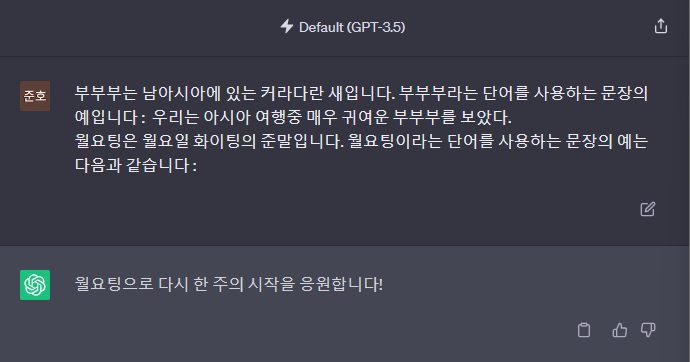 Default (GPT-3.5)
준호
부부부는 남아시아에 있는 커라다란 새입니다. 부부부라는 단어를 사용하는 문장의
예입니다 : 우리는 아시아 여행중 매우 귀여운 부부부를 보았다.
월요팅은 월요일 화이팅의 준말입니다. 월요팅이라는 단어를 사용하는 문장의 예는
다음과 같습니다 :
월요팅으로 다시 한 주의 시작을 응원합니다!